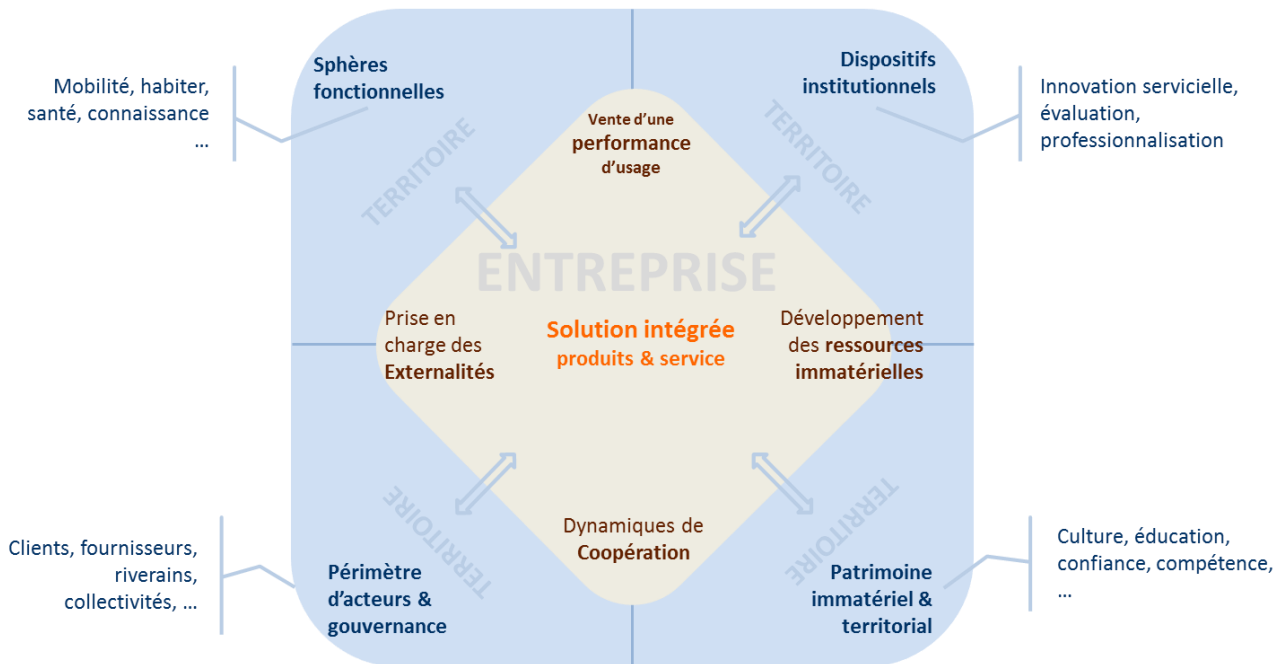 Sphères
fonctionnelles
Dispositifs
institutionnels
Mobilité, habiter,
santé, connaissance
...
Innovation servicielle,
évaluation,
professionnalisation
Vente d'une
performance
d'usage
TERRITOIRE
TERRITOIRE
ENTREPRISE
Prise en
charge des
Externalités
Solution intégrée
produits & service
Développement
des ressources
immatérielles
TERRITOIRE
TERRITOIRE
Dynamiques de
Coopération
Clients, fournisseurs,
riverains,
collectivités, ...
Périmètre
d'acteurs &
gouvernance
Patrimoine
immatériel &
territorial
Culture, éducation,
confiance, compétence,
...